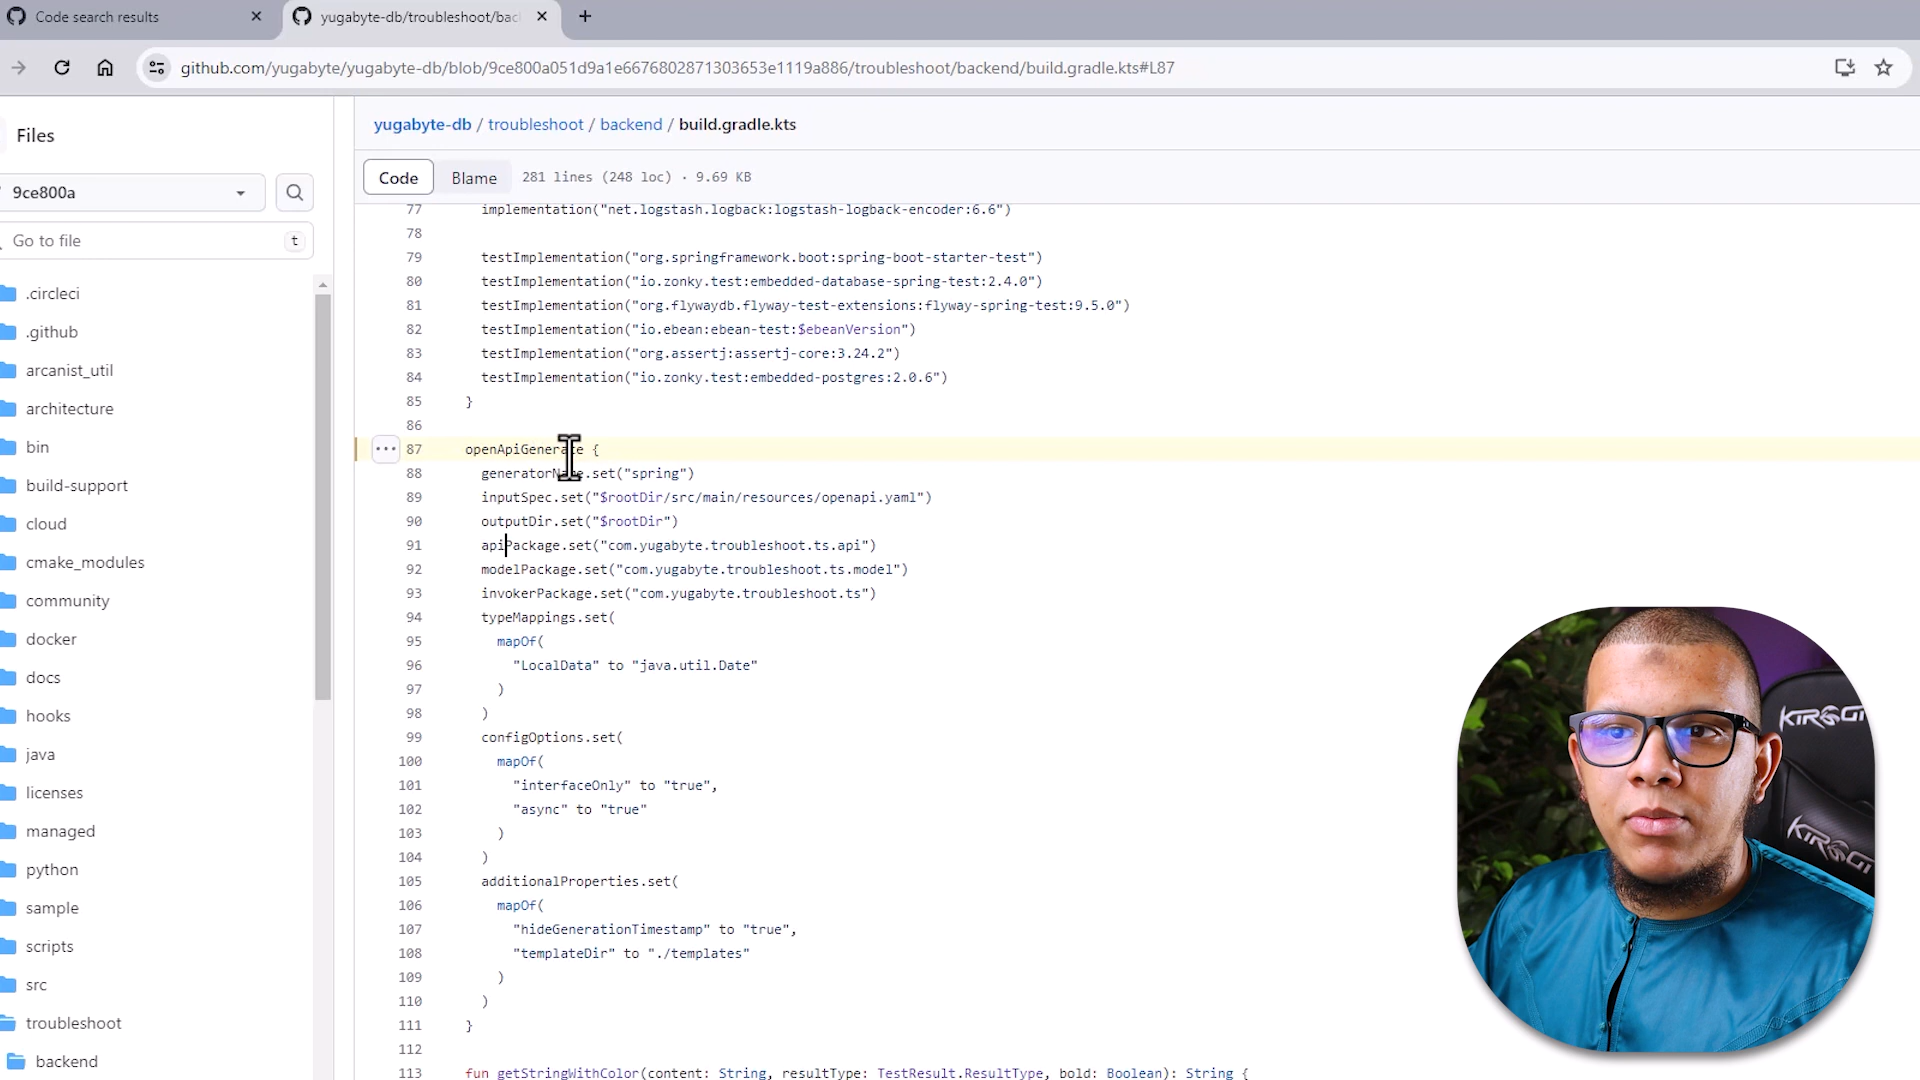 Code search results
yugabyte-db/troubleshoot/bac
github.com/yugabyte/yugabyte-db/blob/9ce800a051d9a1e6676802871303653e1119a886/troubleshoot/backend/build.gradle.kts#L87
Files
9ce800a
Go to file
t
.circleci
.github
arcanist_util
architecture
bin
build-support
cloud
cmake_modules
community
docker
docs
hooks
java
licenses
managed
python
sample
scripts
src
troubleshoot
backend
yugabyte-db / troubleshoot / backend / build.gradle.kts
Code Blame 281 lines (248 loc) · 9.69 KB
77 implementation("net.logstash.logback:logstash-logback-encoder:6.6")
78
79 testImplementation("org.springframework.boot:spring-boot-starter-test")
80 testImplementation("io.zonky.test:embedded-database-spring-test:2.4.0")
81 testImplementation("org.flywaydb.flyway-test-extensions:flyway-spring-test:9.5.0")
82 testImplementation("io.ebean:ebean-test:$ebeanVersion")
83 testImplementation("org.assertj:assertj-core:3.24.2")
84 testImplementation("io.zonky.test:embedded-postgres:2.0.6")
85 }
86
87 openApiGenerate {
88 generatorName.set("spring")
89 inputSpec.set("$rootDir/src/main/resources/openapi.yaml")
90 outputDir.set("$rootDir")
91 apiPackage.set("com.yugabyte.troubleshoot.ts.api")
92 modelPackage.set("com.yugabyte.troubleshoot.ts.model")
93 invokerPackage.set("com.yugabyte.troubleshoot.ts")
94 typeMappings.set(
95 mapOf(
96 "LocalData" to "java.util.Date"
97 )
98 )
99 configOptions.set(
100 mapOf(
101 "interfaceOnly" to "true",
102 "async" to "true"
103 )
104 )
105 additionalProperties.set(
106 mapOf(
107 "hideGenerationTimestamp" to "true",
108 "templateDir" to "./templates"
109 )
110 )
111 }
112
113 fun getStringWithColor(content: String, resultType: TestResult.ResultType, bold: Boolean): String {
KIROGI
KIROGI